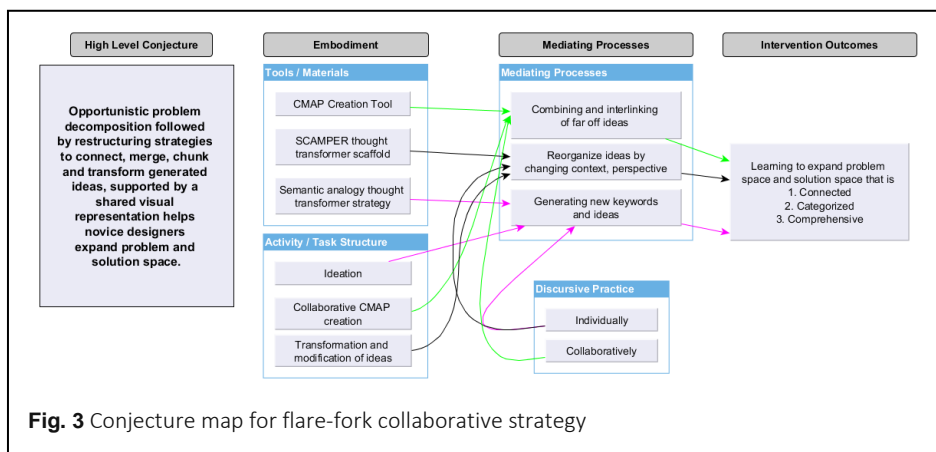 High Level Conjecture
Embodiment
Mediating Processes
Intervention Outcomes
Opportunistic problem
decomposition followed
by restructuring strategies
to connect, merge, chunk
and transform generated
ideas, supported by a
shared visual
representation helps
novice designers
expand problem and
solution space.
Tools / Materials
CMAP Creation Tool
SCAMPER thought
transformer scaffold
Semantic analogy thought
transformer strategy
Activity / Task Structure
Ideation
Collaborative CMAP
creation
Transformation and
modification of ideas
Mediating Processes
Combining and interlinking
of far off ideas
Reorganize ideas by
changing context, perspective
Generating new keywords
and ideas
Discursive Practice
Individually
Collaboratively
Learning to expand problem
space and solution space that is
1. Connected
2. Categorized
3. Comprehensive
Fig. 3 Conjecture map for flare-fork collaborative strategy